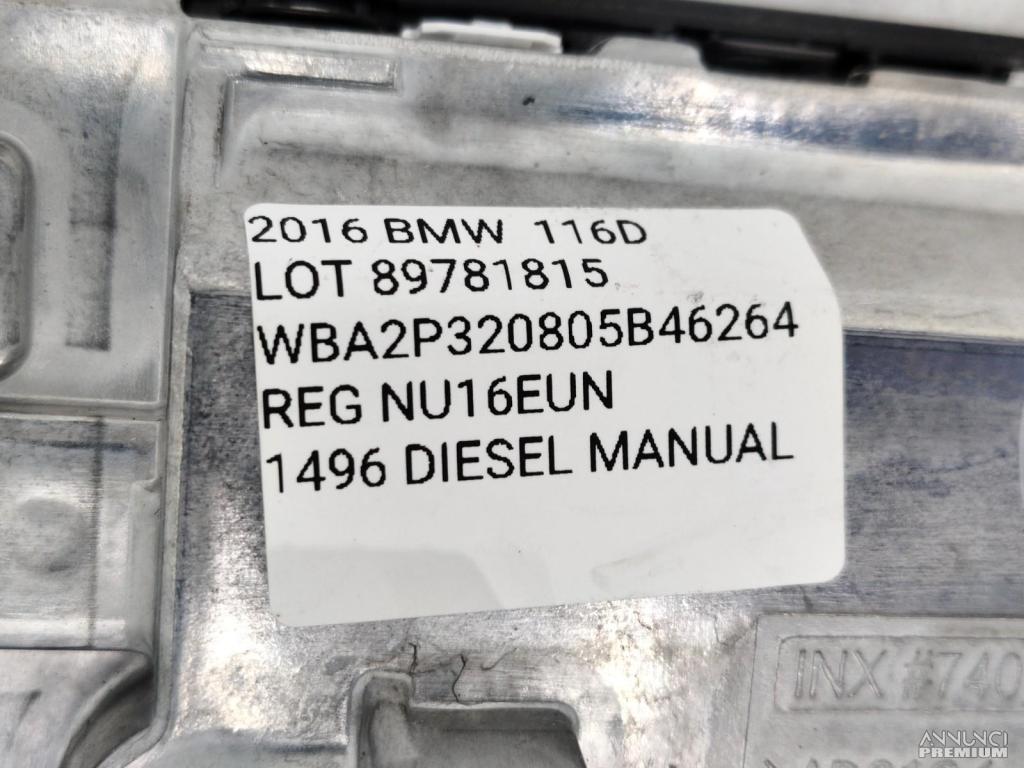 2016 BMW 116D
LOT 89781815
WBA2P320805B46264
REG NU16EUN
1496 DIESEL MANUAL
INX #740
ANNUNCI
PREMIUM